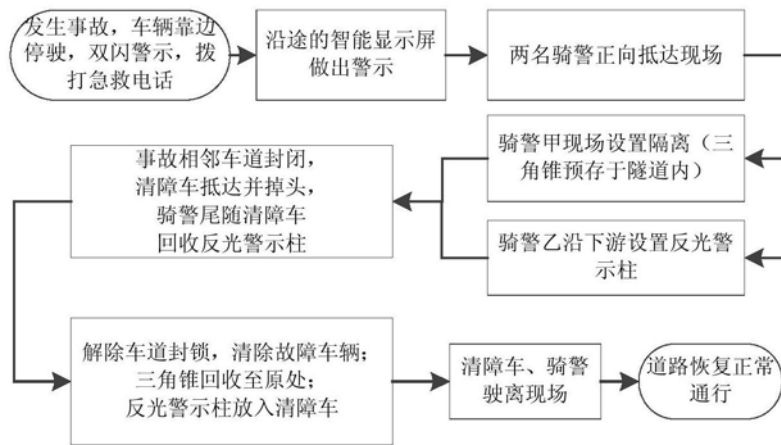 发生事故，车辆靠边
停驶，双闪警示，拨
打急救电话
沿途的智能显示屏
做出警示
两名骑警正向抵达现场
骑警甲现场设置隔离（三
角锥预存于隧道内）
骑警乙沿下游设置反光警
示柱
事故相邻车道封闭，
清障车抵达并掉头，
骑警尾随清障车
回收反光警示柱
解除车道封锁，清除故障车辆；
三角锥回收至原处；
反光警示柱放入清障车
清障车、骑警
驶离现场
道路恢复正常
通行